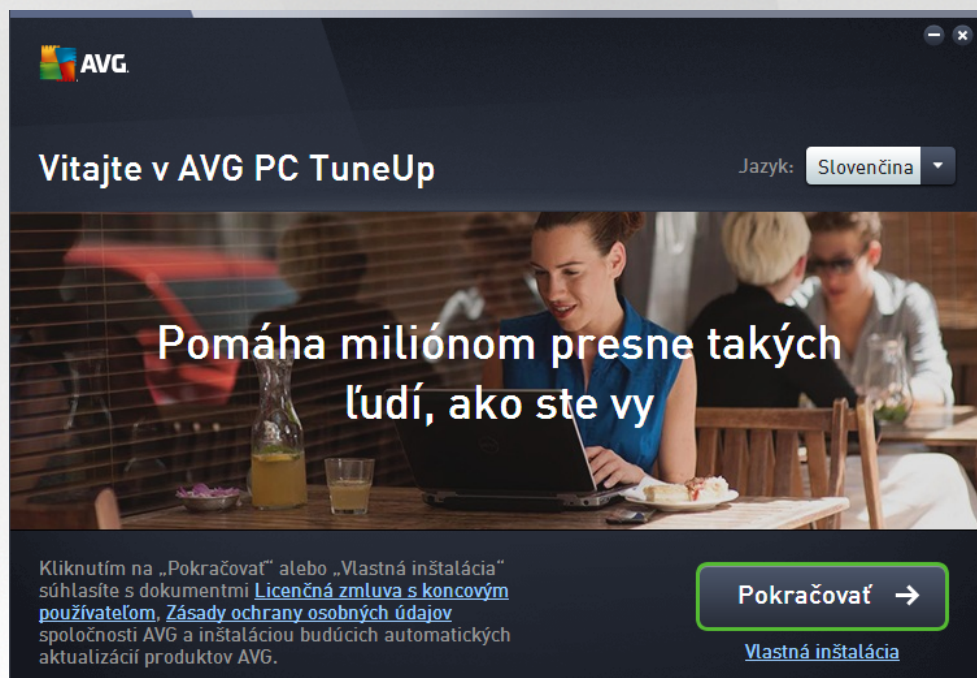 AVG
Vitajte v AVG PC TuneUp
Jazyk: Slovenčina
Pomáha miliónom presne takých
ľudí, ako ste vy
Kliknutím na „Pokračovať“ alebo „Vlastná inštalácia“
súhlasíte s dokumentmi Licenčná zmluva s koncovým
používateľom, Zásady ochrany osobných údajov
spoločnosti AVG a inštaláciou budúcich automatických
aktualizácií produktov AVG.
Pokračovať →
Vlastná inštalácia